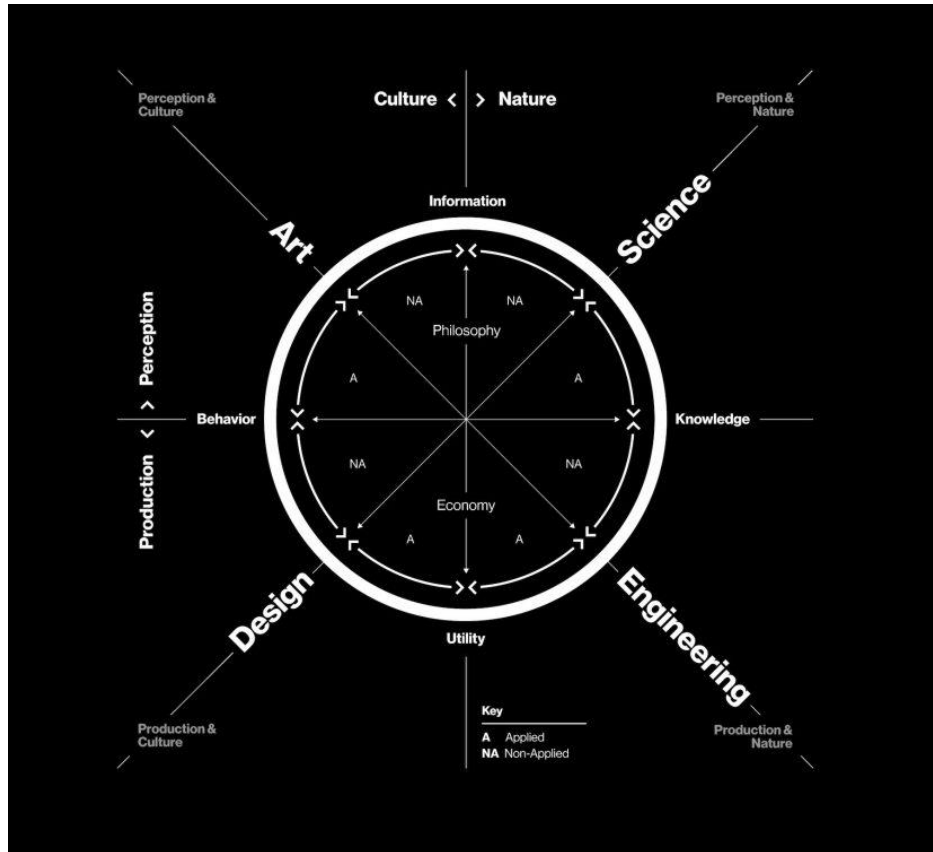 Perception &
Culture
Culture < > Nature
Perception &
Nature
Information
Art
Science
NA
NA
Philosophy
Production < > Perception
A
A
Behavior
Knowledge
NA
NA
Economy
A
A
Design
Engineering
Utility
Key
A Applied
NA Non-Applied
Production &
Culture
Production &
Nature